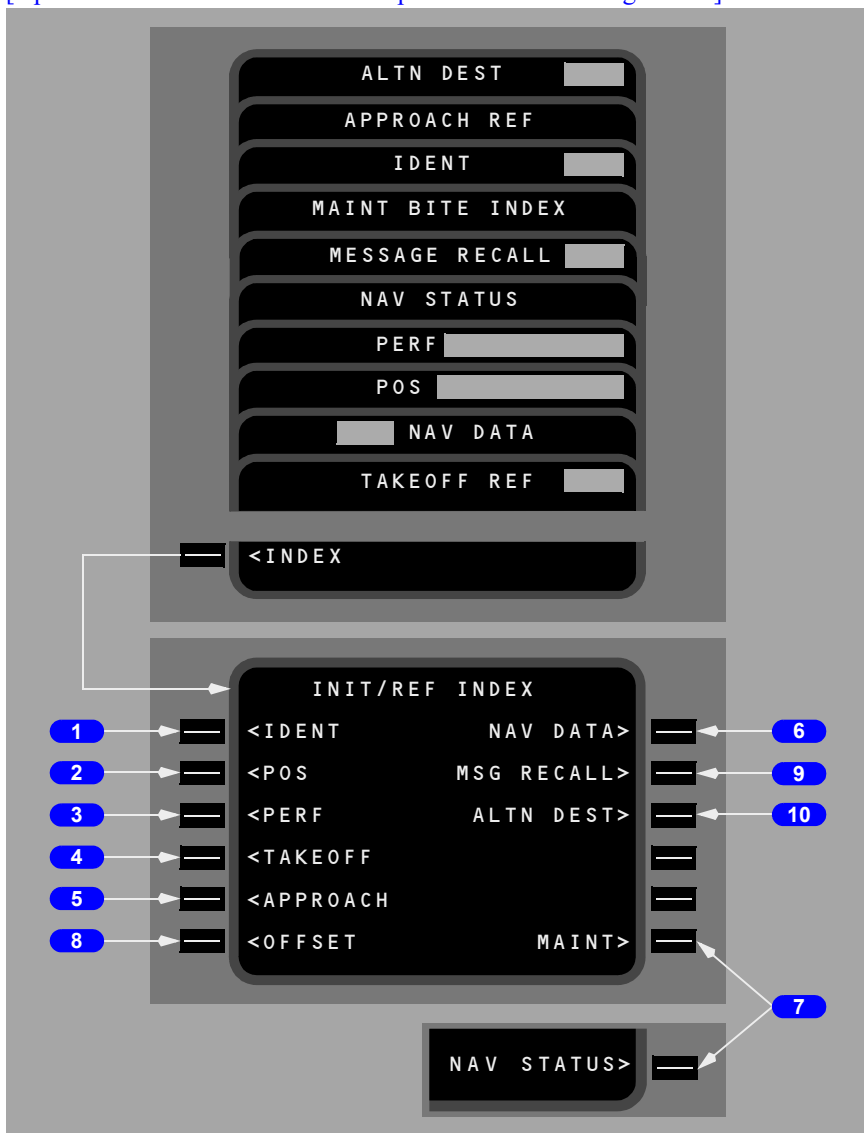 ALTN DEST
APPROACH REF
IDENT
MAINT BITE INDEX
MESSAGE RECALL
NAV STATUS
PERF
POS
NAV DATA
TAKEOFF REF
<INDEX
INIT/REF INDEX
1 <IDENT NAV DATA> 6
2 <POS MSG RECALL> 9
3 <PERF ALTN DEST> 10
4 <TAKEOFF
5 <APPROACH
8 <OFFSET MAINT>
7
NAV STATUS>